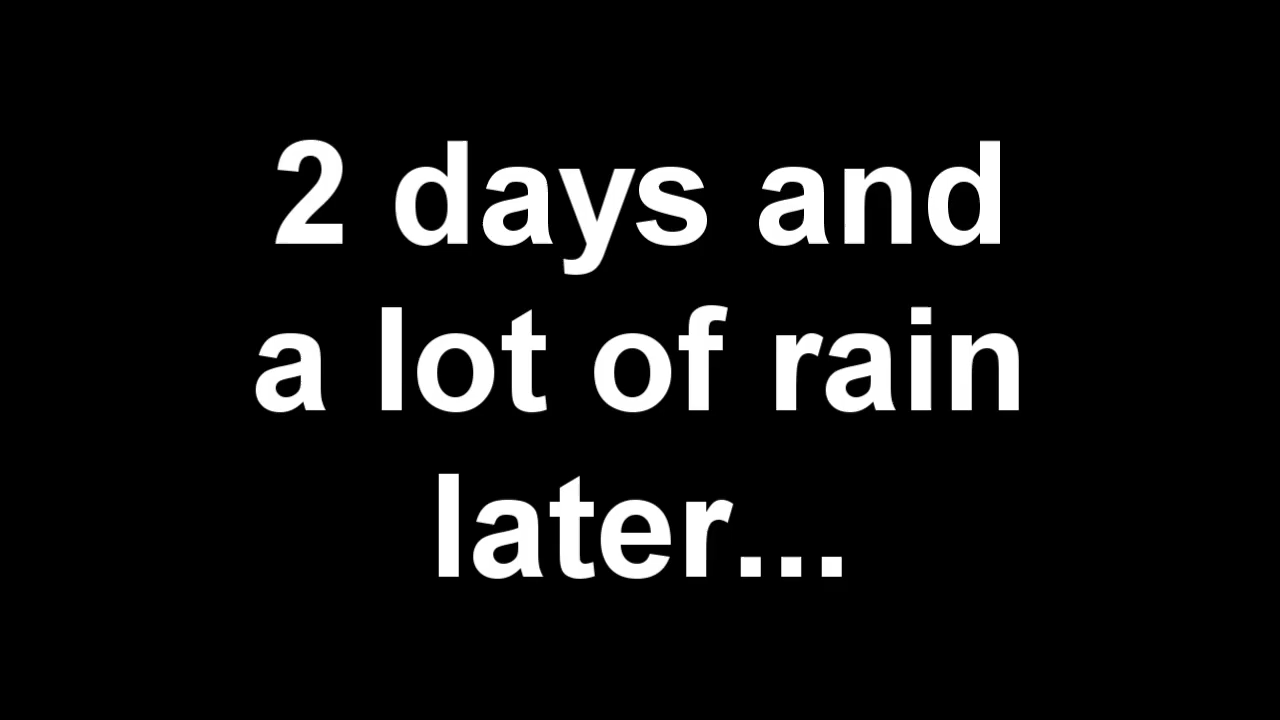 2 days and
a lot of rain
later...